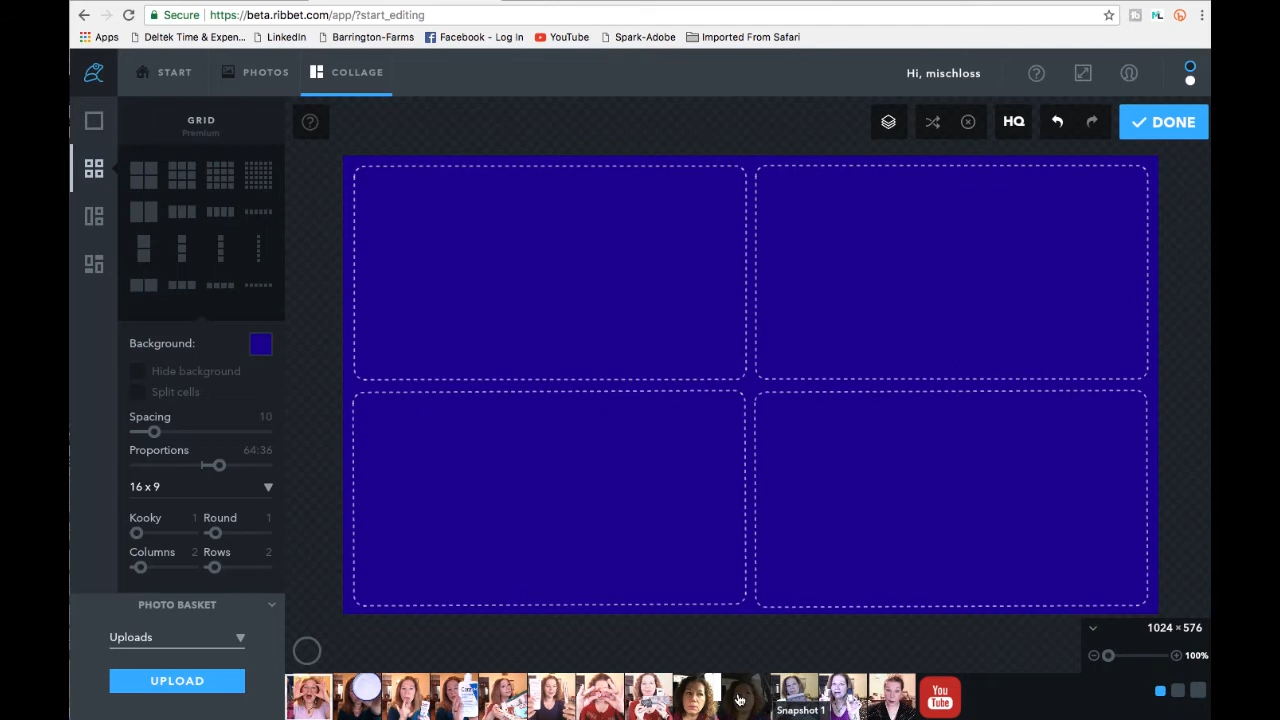 Secure https://beta.ribbet.com/app/?start_editing
Apps Deltek Time & Expen... LinkedIn Barrington-Farms Facebook - Log In YouTube Spark-Adobe Imported From Safari
START PHOTOS COLLAGE Hi, mischloss
GRID
Premium
HQ DONE
Background:
Hide background
Split cells
Spacing 10
Proportions 64:36
16 x 9
Kooky 1 Round 1
Columns 2 Rows 2
PHOTO BASKET
Uploads
UPLOAD
1024 × 576
100%
Snapshot 1
You
Tube